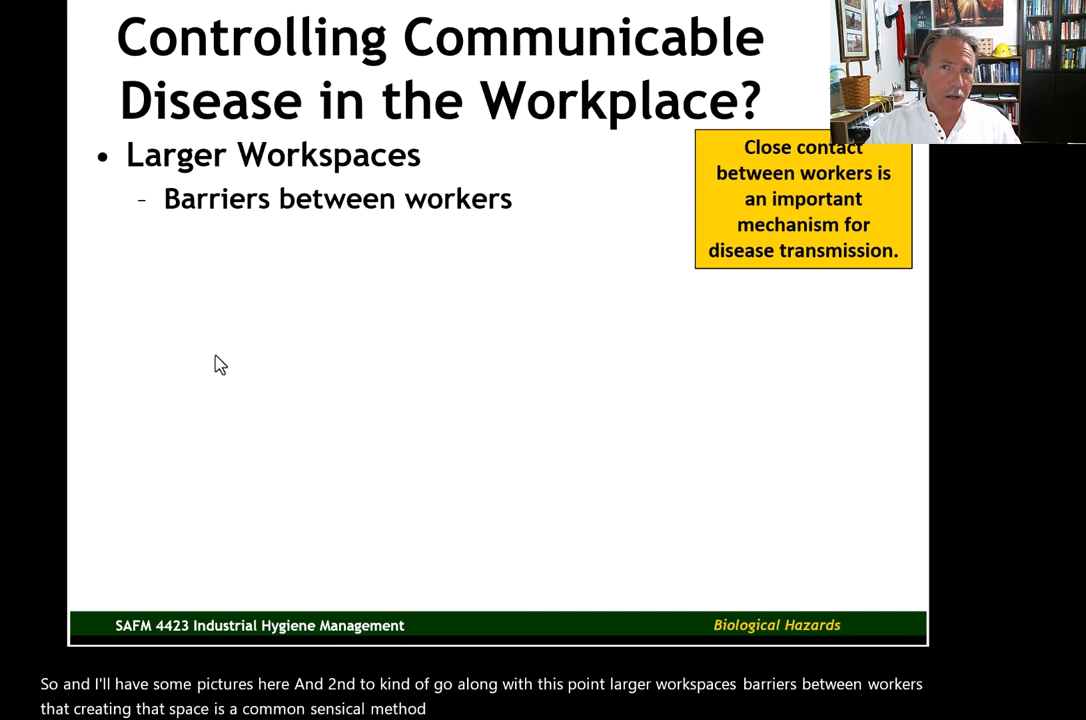 Controlling Communicable
Disease in the Workplace?
• Larger Workspaces
- Barriers between workers
Close contact
between workers is
an important
mechanism for
disease transmission.
SAFM 4423 Industrial Hygiene Management
Biological Hazards
So and I'll have some pictures here And 2nd to kind of go along with this point larger workspaces barriers between workers
that creating that space is a common sensical method